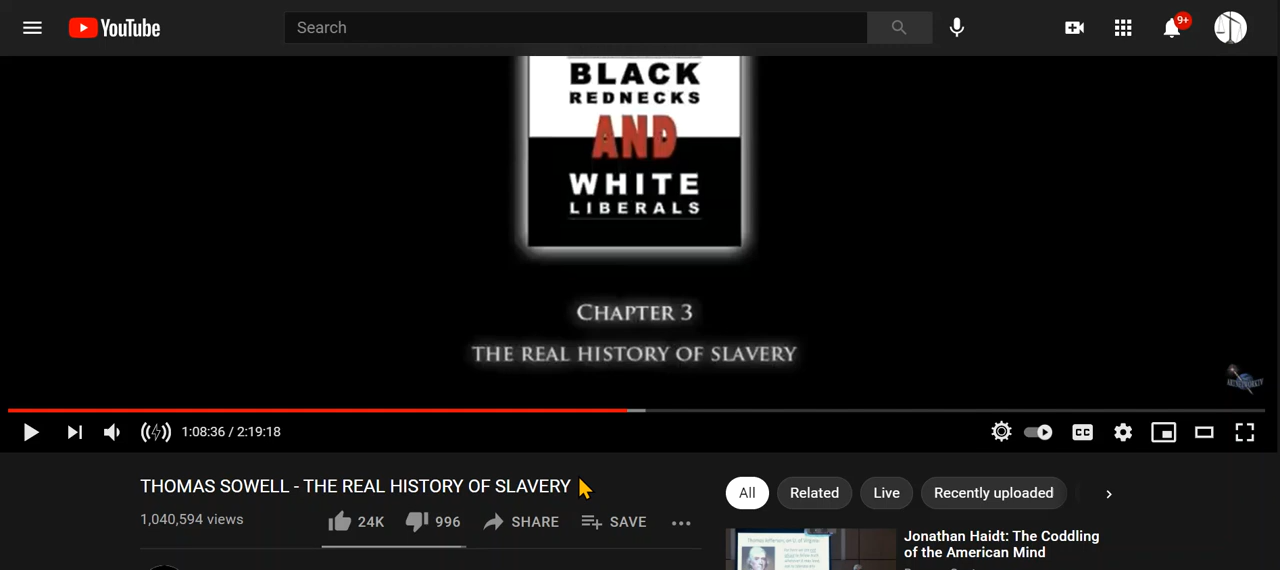 YouTube
Search
9+
BLACK
REDNECKS
AND
WHITE
LIBERALS
CHAPTER 3
THE REAL HISTORY OF SLAVERY
1:08:36 / 2:19:18
CC
THOMAS SOWELL - THE REAL HISTORY OF SLAVERY
1,040,594 views
24K
996
SHARE
SAVE
All
Related
Live
Recently uploaded
Jonathan Haidt: The Coddling
of the American Mind